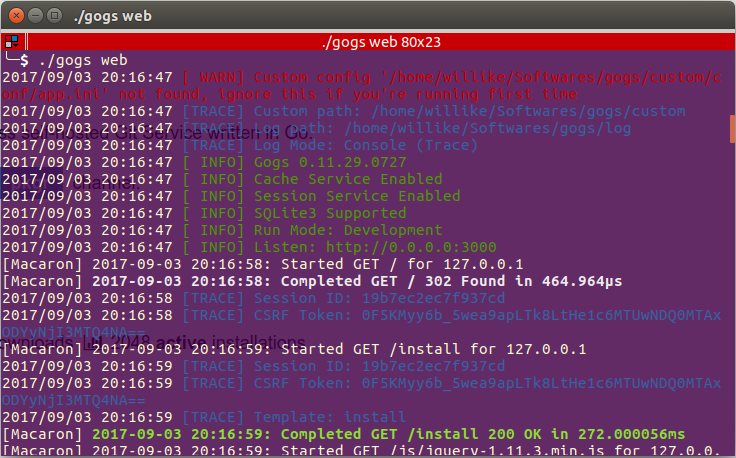 ./gogs web
./gogs web 80x23
╰─$ ./gogs web
2017/09/03 20:16:47 [ WARN] Custom config '/home/willike/Softwares/gogs/custom/c
onf/app.ini' not found, ignore this if you're running first time
2017/09/03 20:16:47 [TRACE] Custom path: /home/willike/Softwares/gogs/custom
2017/09/03 20:16:47 [TRACE] Log path: /home/willike/Softwares/gogs/log
2017/09/03 20:16:47 [TRACE] Log Mode: Console (Trace)
2017/09/03 20:16:47 [ INFO] Gogs 0.11.29.0727
2017/09/03 20:16:47 [ INFO] Cache Service Enabled
2017/09/03 20:16:47 [ INFO] Session Service Enabled
2017/09/03 20:16:47 [ INFO] SQLite3 Supported
2017/09/03 20:16:47 [ INFO] Run Mode: Development
2017/09/03 20:16:47 [ INFO] Listen: http://0.0.0.0:3000
[Macaron] 2017-09-03 20:16:58: Started GET / for 127.0.0.1
[Macaron] 2017-09-03 20:16:58: Completed GET / 302 Found in 464.964µs
2017/09/03 20:16:58 [TRACE] Session ID: 19b7ec2ec7f937cd
2017/09/03 20:16:58 [TRACE] CSRF Token: 0F5KMyy6b_5wea9apLTk8LtHe1c6MTUwNDQ0MTAx
ODYyNjI3MTQ4NA==
[Macaron] 2017-09-03 20:16:59: Started GET /install for 127.0.0.1
2017/09/03 20:16:59 [TRACE] Session ID: 19b7ec2ec7f937cd
2017/09/03 20:16:59 [TRACE] CSRF Token: 0F5KMyy6b_5wea9apLTk8LtHe1c6MTUwNDQ0MTAx
ODYyNjI3MTQ4NA==
2017/09/03 20:16:59 [TRACE] Template: install
[Macaron] 2017-09-03 20:16:59: Completed GET /install 200 OK in 272.000056ms
[Macaron] 2017-09-03 20:16:59: Started GET /js/jquery-1.11.3.min.js for 127.0.0.